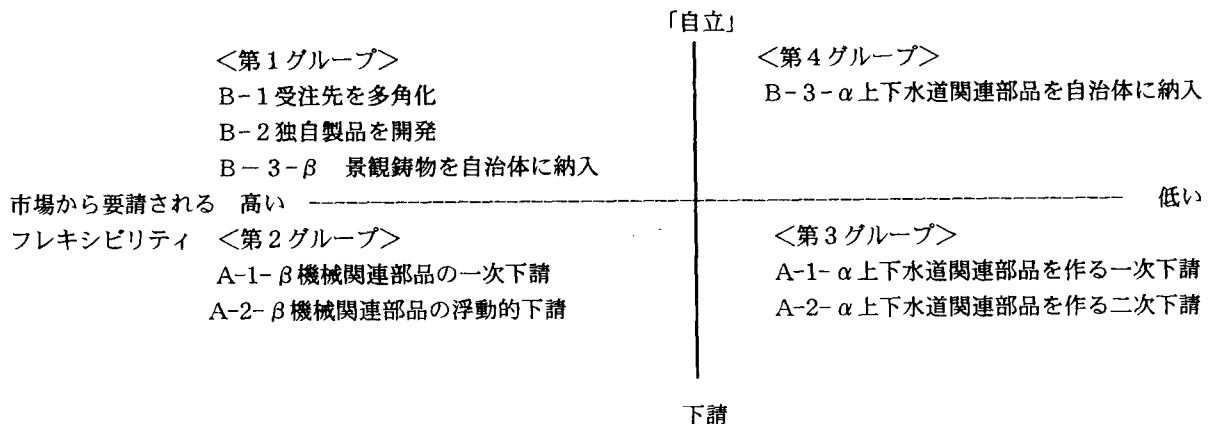 「自立」
<第1グループ>
B-1受注先を多角化
B-2独自製品を開発
B-3-β 景観鋳物を自治体に納入
<第4グループ>
B-3-α上下水道関連部品を自治体に納入
市場から要請される 高い
低い
フレキシビリティ <第2グループ>
A-1-β機械関連部品の一次下請
A-2-β機械関連部品の浮動的下請
<第3グループ>
A-1-α上下水道関連部品を作る一次下請
A-2-α上下水道関連部品を作る二次下請
下請